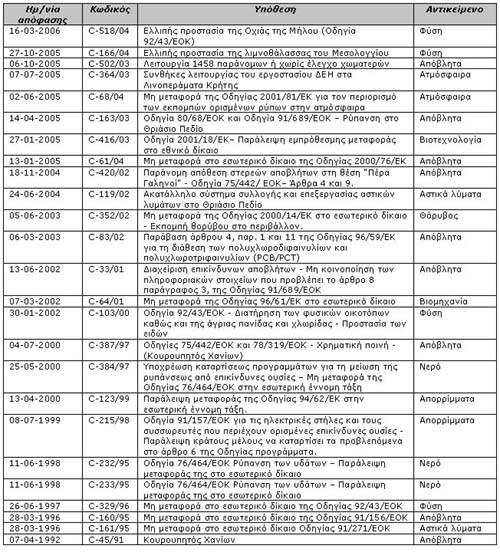 Ημ/νία Κωδικός Υπόθεση Αντικείμενο
απόφασης
16-03-2006 C-518/04 Ελλιπής προστασία της Οχιάς της Μήλου (Οδηγία Φύση
92/43/ΕΟΚ)
27-10-2005 C-166/04 Ελλιπής προστασία της λιμνοθάλασσας του Μεσολογγίου Φύση
06-10-2005 C-502/03 Λειτουργία 1458 παράνομων ή χωρίς έλεγχο χωματερών Απόβλητα
07-07-2005 C-364/03 Συνθήκες λειτουργίας του εργοστασίου ΔΕΗ στα Ατμόσφαιρα
Λινοπεράματα Κρήτης
02-06-2005 C-68/04 Μη μεταφορά της Οδηγίας 2001/81/ΕΚ για τον περιορισμό Ατμόσφαιρα
των εκπομπών ορισμένων ρύπων στην ατμόσφαιρα
14-04-2005 C-163/03 Οδηγία 80/68/ΕΟΚ και Οδηγία 91/689/ΕΟΚ – Ρύπανση στο Απόβλητα
Θριάσιο Πεδίο
27-01-2005 C-416/03 Οδηγία 2001/18/ΕΚ– Παράλειψη εμπρόθεσμης μεταφοράς Βιοτεχνολογία
στο εθνικό δίκαιο
13-01-2005 C-61/04 Μη μεταφορά στο εσωτερικό δίκαιο της Οδηγίας 2000/76/ΕΚ Απόβλητα
18-11-2004 C-420/02 Παράνομη απόθεση στερεών αποβλήτων στη θέση "Πέρα Απόβλητα
Γαληνοί" - Οδηγία 75/442/ ΕΟΚ– Άρθρα 4 και 9.
24-06-2004 C-119/02 Ακατάλληλο σύστημα συλλογής και επεξεργασίας αστικών Αστικά λύματα
λυμάτων στο Θριάσιο Πεδίο
05-06-2003 C-352/02 Μη μεταφορά της Οδηγίας 2000/14/ΕΚ στο εσωτερικό δίκαιο Θόρυβος
- Εκπομπή θορύβου στο περιβάλλον.
06-03-2003 C-83/02 Παράβαση άρθρου 4, παρ. 1 και 11 της Οδηγίας 96/59/ΕΚ Απόβλητα
για τη διάθεση των πολυχλωροδιφαινυλίων και
πολυχλωροτριφαινυλίων (PCB/PCT)
13-06-2002 C-33/01 Διαχείριση επικίνδυνων αποβλήτων - Μη κοινοποίηση των Απόβλητα
πληροφοριακών στοιχείων που προβλέπει το άρθρο 8
παράγραφος 3, της Οδηγίας 91/689/ΕΟΚ
07-03-2002 C-64/01 Μη μεταφορά της Οδηγίας 96/61/ΕΚ στο εσωτερικό δίκαιο Βιομηχανία
30-01-2002 C-103/00 Οδηγία 92/43/ΕΟΚ - Διατήρηση των φυσικών οικοτόπων Φύση
καθώς και της άγριας πανίδας και χλωρίδας - Προστασία των
ειδών
04-07-2000 C-387/97 Οδηγίες 75/442/ΕΟΚ και 78/319/ΕΟΚ - Χρηματική ποινή - Απόβλητα
(Κουρουπητός Χανίων)
25-05-2000 C-384/97 Υποχρέωση καταρτίσεως προγραμμάτων για τη μείωση της Νερό
ρυπάνσεως από επικίνδυνες ουσίες – Μη μεταφορά της
Οδηγίας 76/464/ΕΟΚ στην εσωτερική έννομη τάξη
13-04-2000 C-123/99 Παράλειψη μεταφοράς της Οδηγίας 94/62/ΕΚ στην Απορρίμματα
εσωτερική έννομη τάξη.
08-07-1999 C-215/98 Οδηγία 91/157/ΕΟΚ για τις ηλεκτρικές στήλες και τους Απορρίμματα
συσσωρευτές που περιέχουν ορισμένες επικίνδυνες ουσίες -
Παράλειψη κράτους μέλους να καταρτίσει τα προβλεπόμενα
στο άρθρο 6 της Οδηγίας προγράμματα.
11-06-1998 C-232/95 Οδηγία 76/464/ΕΟΚ Ρύπανση των υδάτων – Παράλειψη Νερό
μεταφοράς της στο εσωτερικό δίκαιο
11-06-1998 C-233/95 Οδηγία 76/464/ΕΟΚ Ρύπανση των υδάτων – Παράλειψη Νερό
μεταφοράς της στο εσωτερικό δίκαιο
26-06-1997 C-329/96 Μη μεταφορά στο εσωτερικό δίκαιο της Οδηγίας 92/43/ΕΟΚ Φύση
28-03-1996 C-160/95 Μη μεταφορά στο εσωτερικό δίκαιο της Οδηγίας 91/156/ΕΟΚ Απόβλητα
28-03-1996 C-161/95 Μη μεταφορά στο εσωτερικό δίκαιο Οδηγίας 91/271/ΕΟΚ Αστικά λύματα
07-04-1992 C-45/91 Κουρουπητός Χανίων Απόβλητα